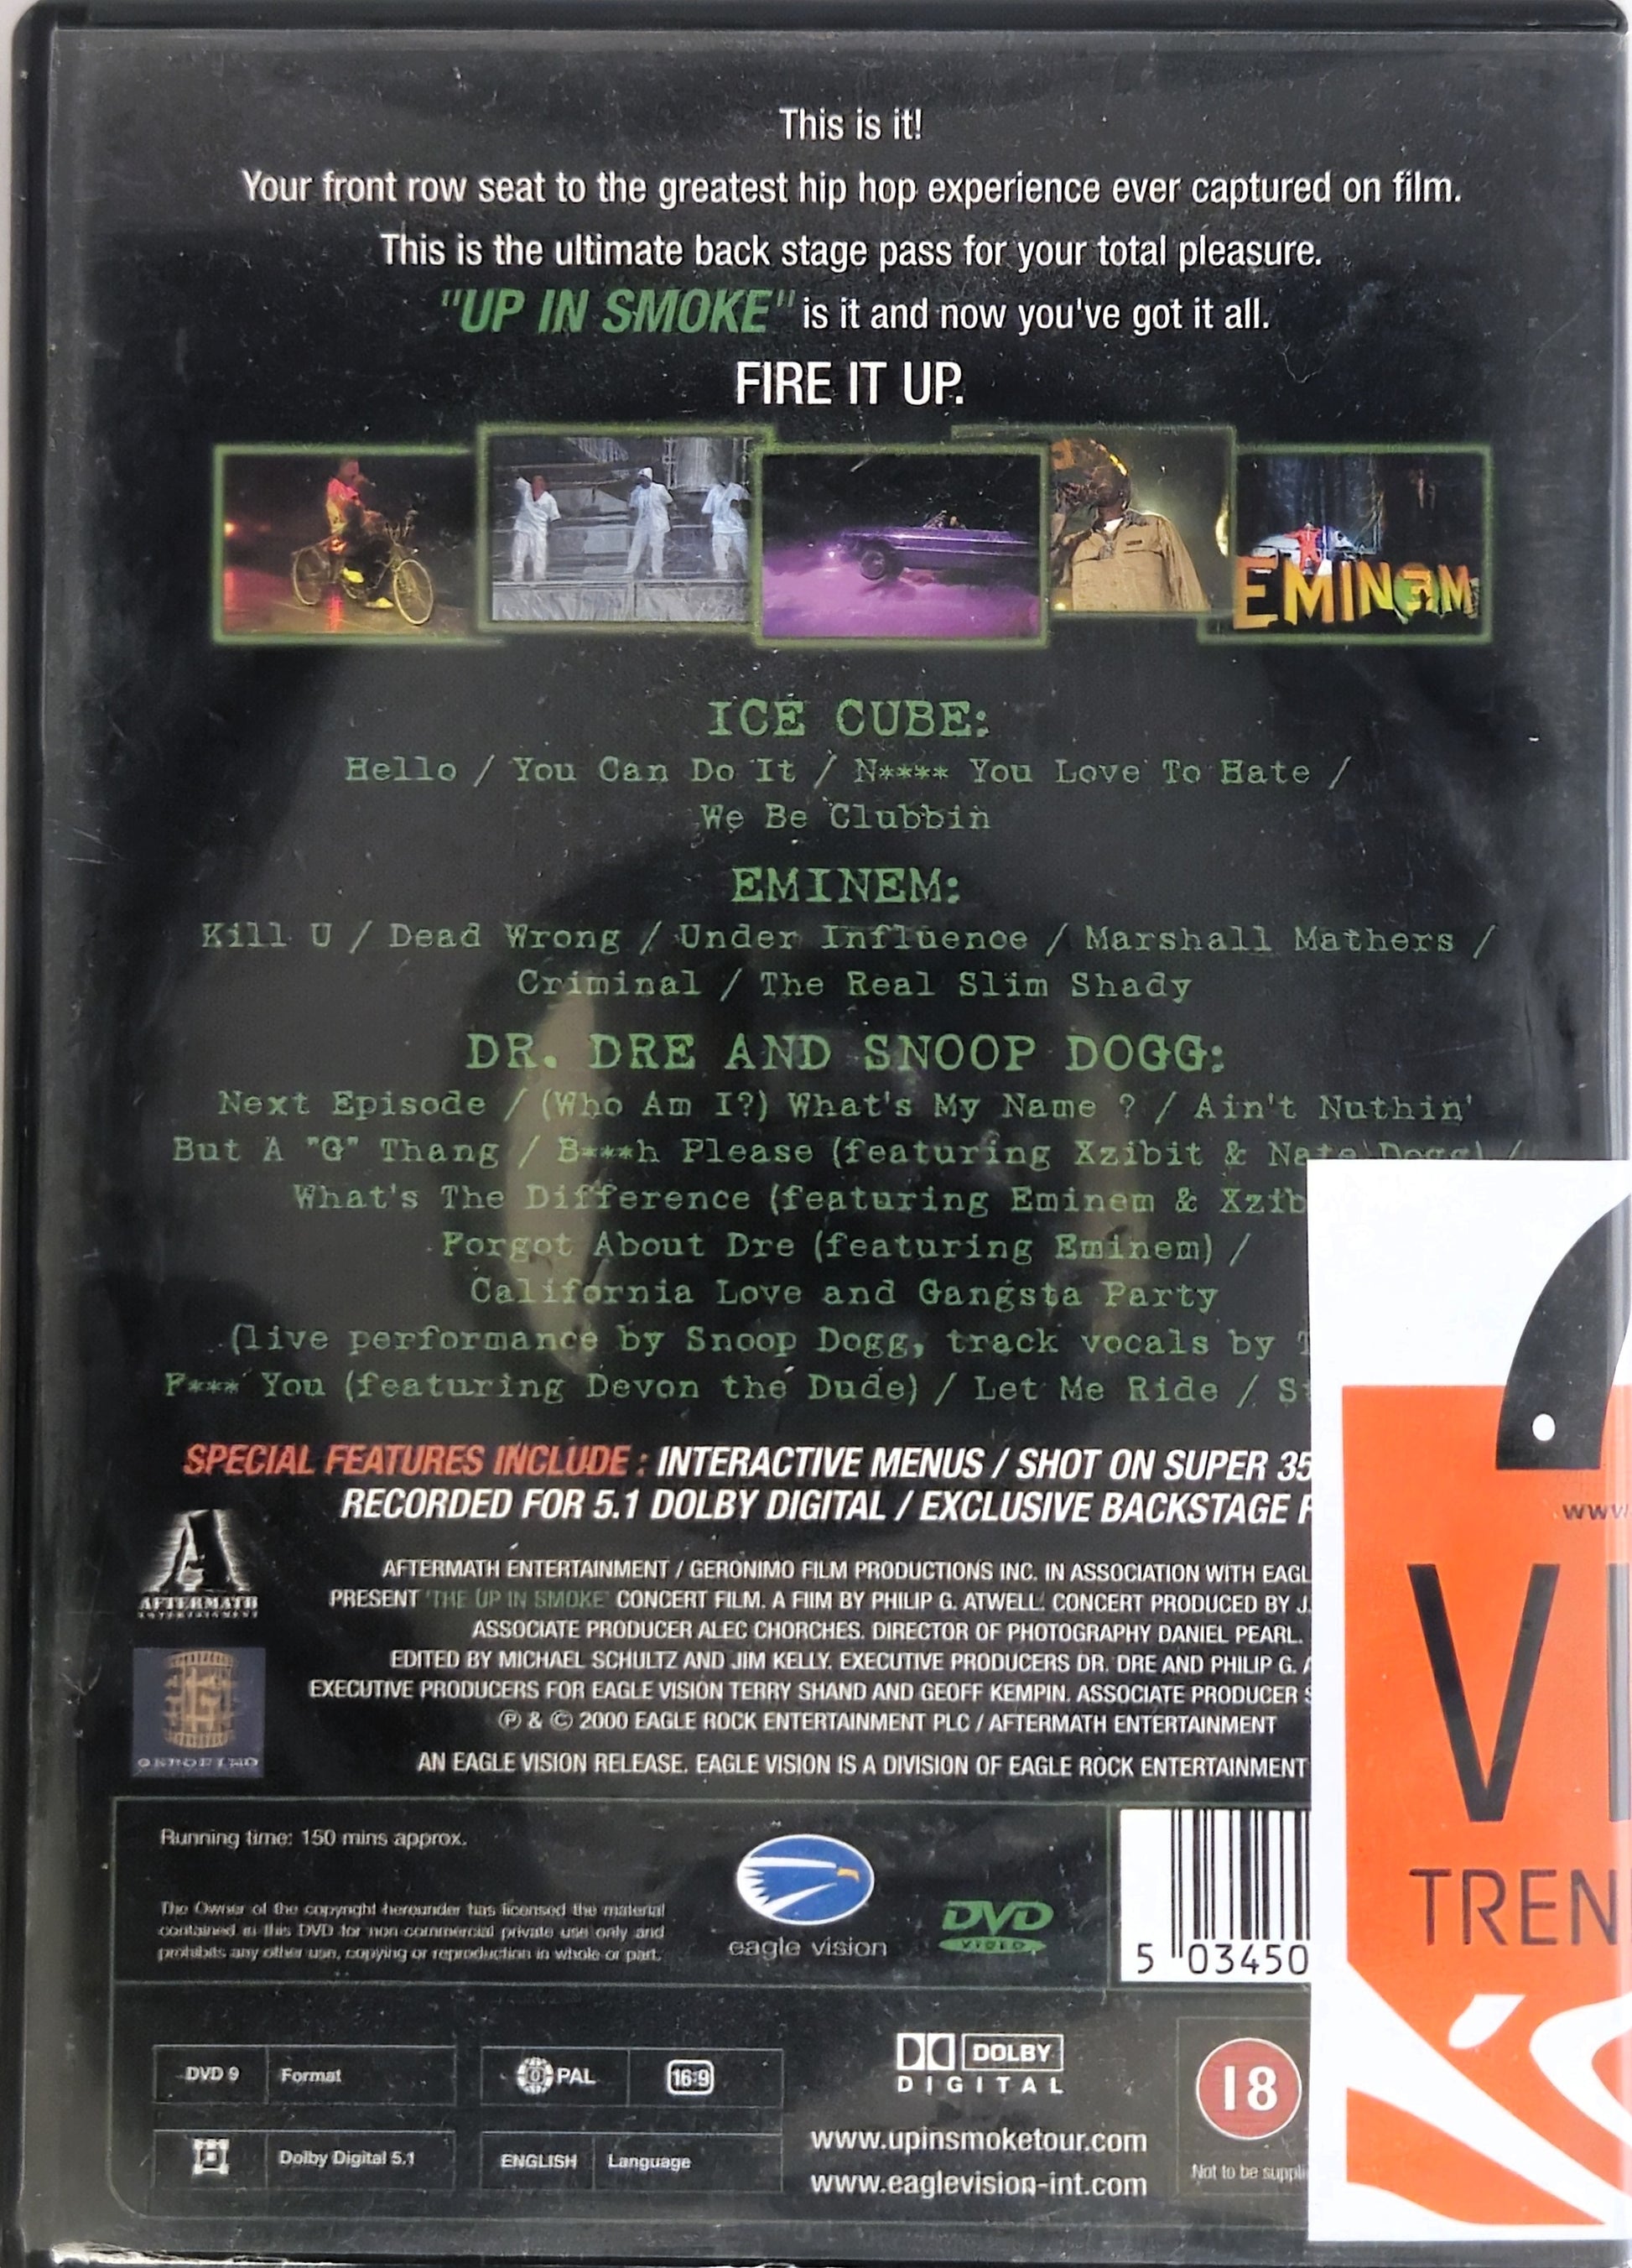 This is it!
Your front row seat to the greatest hip hop experience ever captured on film.
This is the ultimate back stage pass for your total pleasure.
"UP IN SMOKE" is it and now you've got it all.
FIRE IT UP.
EMINEM
ICE CUBE:
Hello / You Can Do It / N**** You Love To Hate /
We Be Clubbin
EMINEM:
Kill U / Dead Wrong / Under Influence / Marshall Mathers /
Criminal / The Real Slim Shady
DR. DRE AND SNOOP DOGG:
Next Episode / (Who Am I?) What's My Name ? / Ain't Nuthin'
But A "G" Thang / B***h Please (featuring Xzibit & Nate Dogg) /
What's The Difference (featuring Eminem & Xzib
Forgot About Dre (featuring Eminem) /
California Love and Gangsta Party
(live performance by Snoop Dogg, track vocals by
F*** You (featuring Devon the Dude) / Let Me Ride /
SPECIAL FEATURES INCLUDE : INTERACTIVE MENUS / SHOT ON SUPER 35
RECORDED FOR 5.1 DOLBY DIGITAL / EXCLUSIVE BACKSTAGE
AFTERMATH
ENTERTAINMENT
AFTERMATH ENTERTAINMENT / GERONIMO FILM PRODUCTIONS INC. IN ASSOCIATION WITH EAGL
PRESENT 'THE UP IN SMOKE' CONCERT FILM. A FIIM BY PHILIP G. ATWELL. CONCERT PRODUCED BY J.
ASSOCIATE PRODUCER ALEC CHORCHES. DIRECTOR OF PHOTOGRAPHY DANIEL PEARL.
EDITED BY MICHAEL SCHULTZ AND JIM KELLY. EXECUTIVE PRODUCERS DR. DRE AND PHILIP G.
EXECUTIVE PRODUCERS FOR EAGLE VISION TERRY SHAND AND GEOFF KEMPIN. ASSOCIATE PRODUCER
Ⓟ & © 2000 EAGLE ROCK ENTERTAINMENT PLC / AFTERMATH ENTERTAINMENT
AN EAGLE VISION RELEASE. EAGLE VISION IS A DIVISION OF EAGLE ROCK ENTERTAINMENT
GERONIMO
Running time: 150 mins approx.
The Owner of the copyright hereunder has licensed the material
contained in this DVD for non-commercial private use only and
prohibits any other use, copying or reproduction in whole or part.
eagle vision
DVD
VIDEO
5 03450
DVD 9 Format
PAL 16:9
Dolby Digital 5.1
ENGLISH Language
DOLBY
DIGITAL
www.upinsmoketour.com
www.eaglevision-int.com
18
Not to be suppli
www
V
TREN